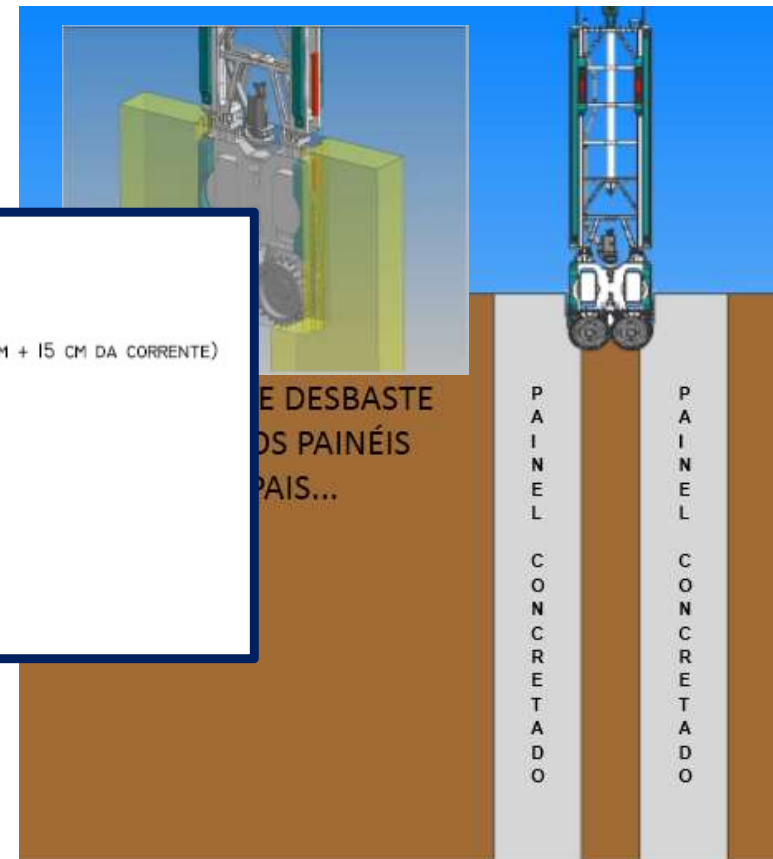 + 15 CM DA CORRENTE)
E DESBASTE
OS PAINÉIS
PAIS...
PAINEL CONCRETADO
PAINEL CONCRETADO